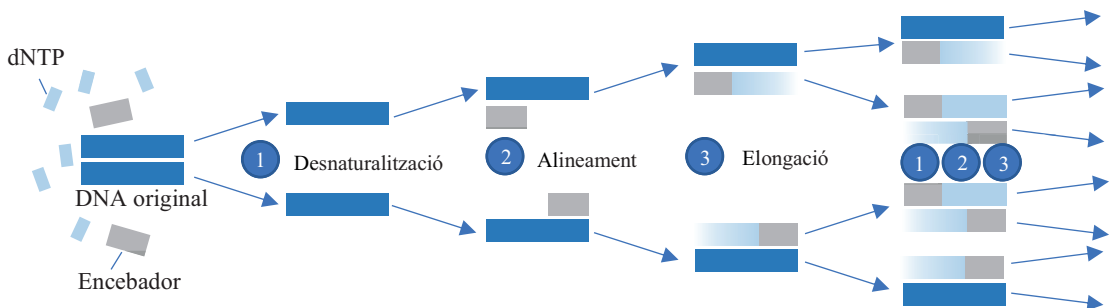 dNTP
DNA original
Encebador
1 Desnaturalització
2 Alineament
3 Elongació
1 2 3